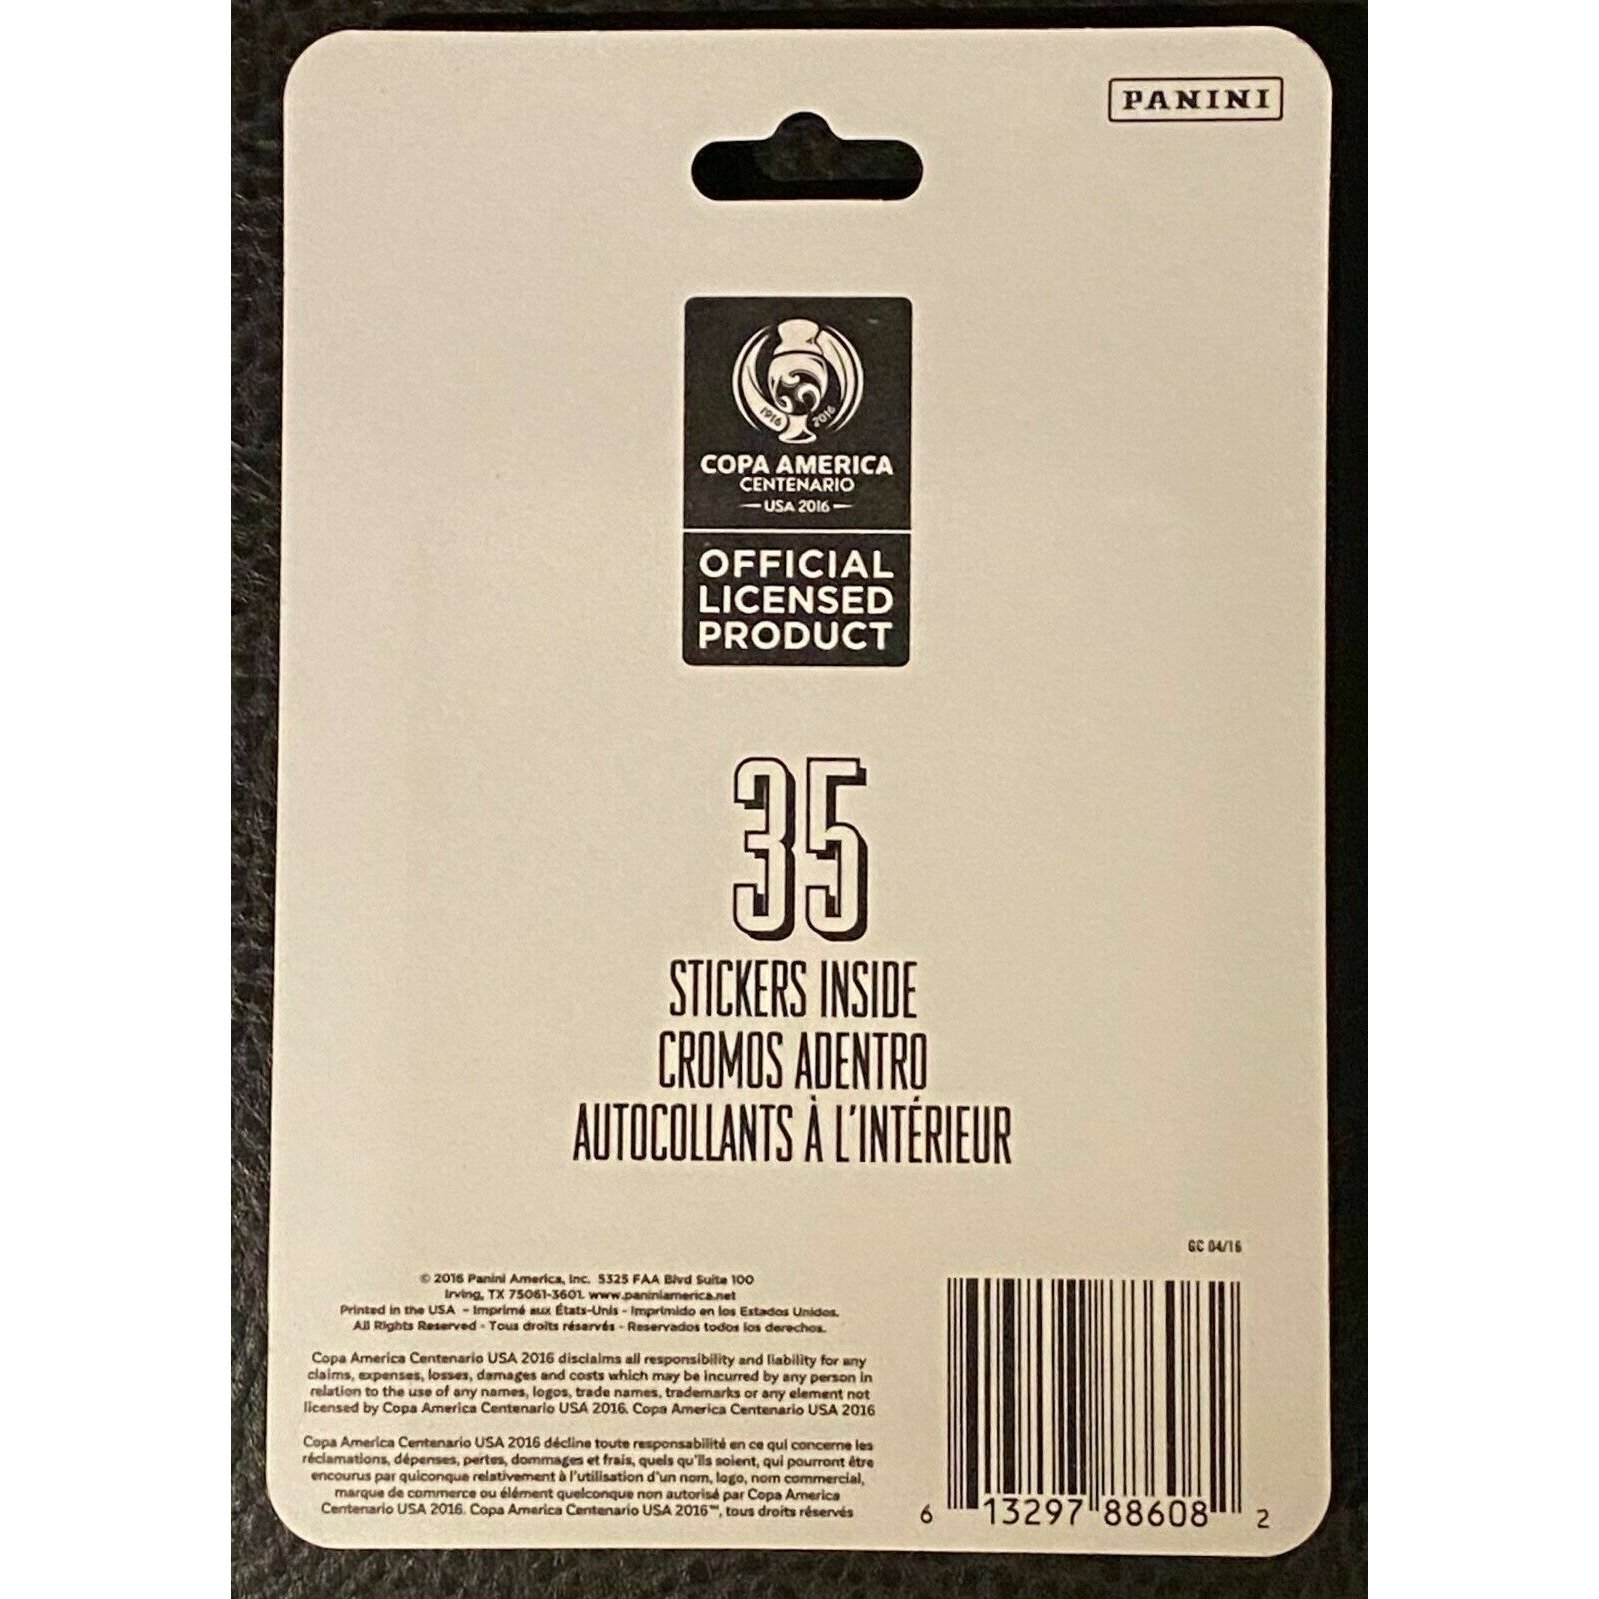 PANINI
1916 2016
COPA AMERICA
CENTENARIO
USA 2016
OFFICIAL
LICENSED
PRODUCT
35
STICKERS INSIDE
CROMOS ADENTRO
AUTOCOLLANTS À L'INTÉRIEUR
GC 04/16
© 2016 Panini America, Inc. 5325 FAA Blvd Suite 100
Irving, TX 75061-3601. www.paniniamerica.net
Printed in the USA - Imprimé aux États-Unis - Imprimido en los Estados Unidos.
All Rights Reserved - Tous droits réservés - Reservados todos los derechos.
Copa America Centenario USA 2016 disclaims all responsibility and liability for any
claims, expenses, losses, damages and costs which may be incurred by any person in
relation to the use of any names, logos, trade names, trademarks or any element not
licensed by Copa America Centenario USA 2016. Copa America Centenario USA 2016
Copa America Centenario USA 2016 décline toute responsabilité en ce qui concerne les
réclamations, dépenses, pertes, dommages et frais, quels qu'ils soient, qui pourront être
encourus par quiconque relativement à l'utilisation d'un nom, logo, nom commercial,
marque de commerce ou élément quelconque non autorisé par Copa America
Centenario USA 2016. Copa America Centenario USA 2016™, tous droits réservés
6 13297 88608 2